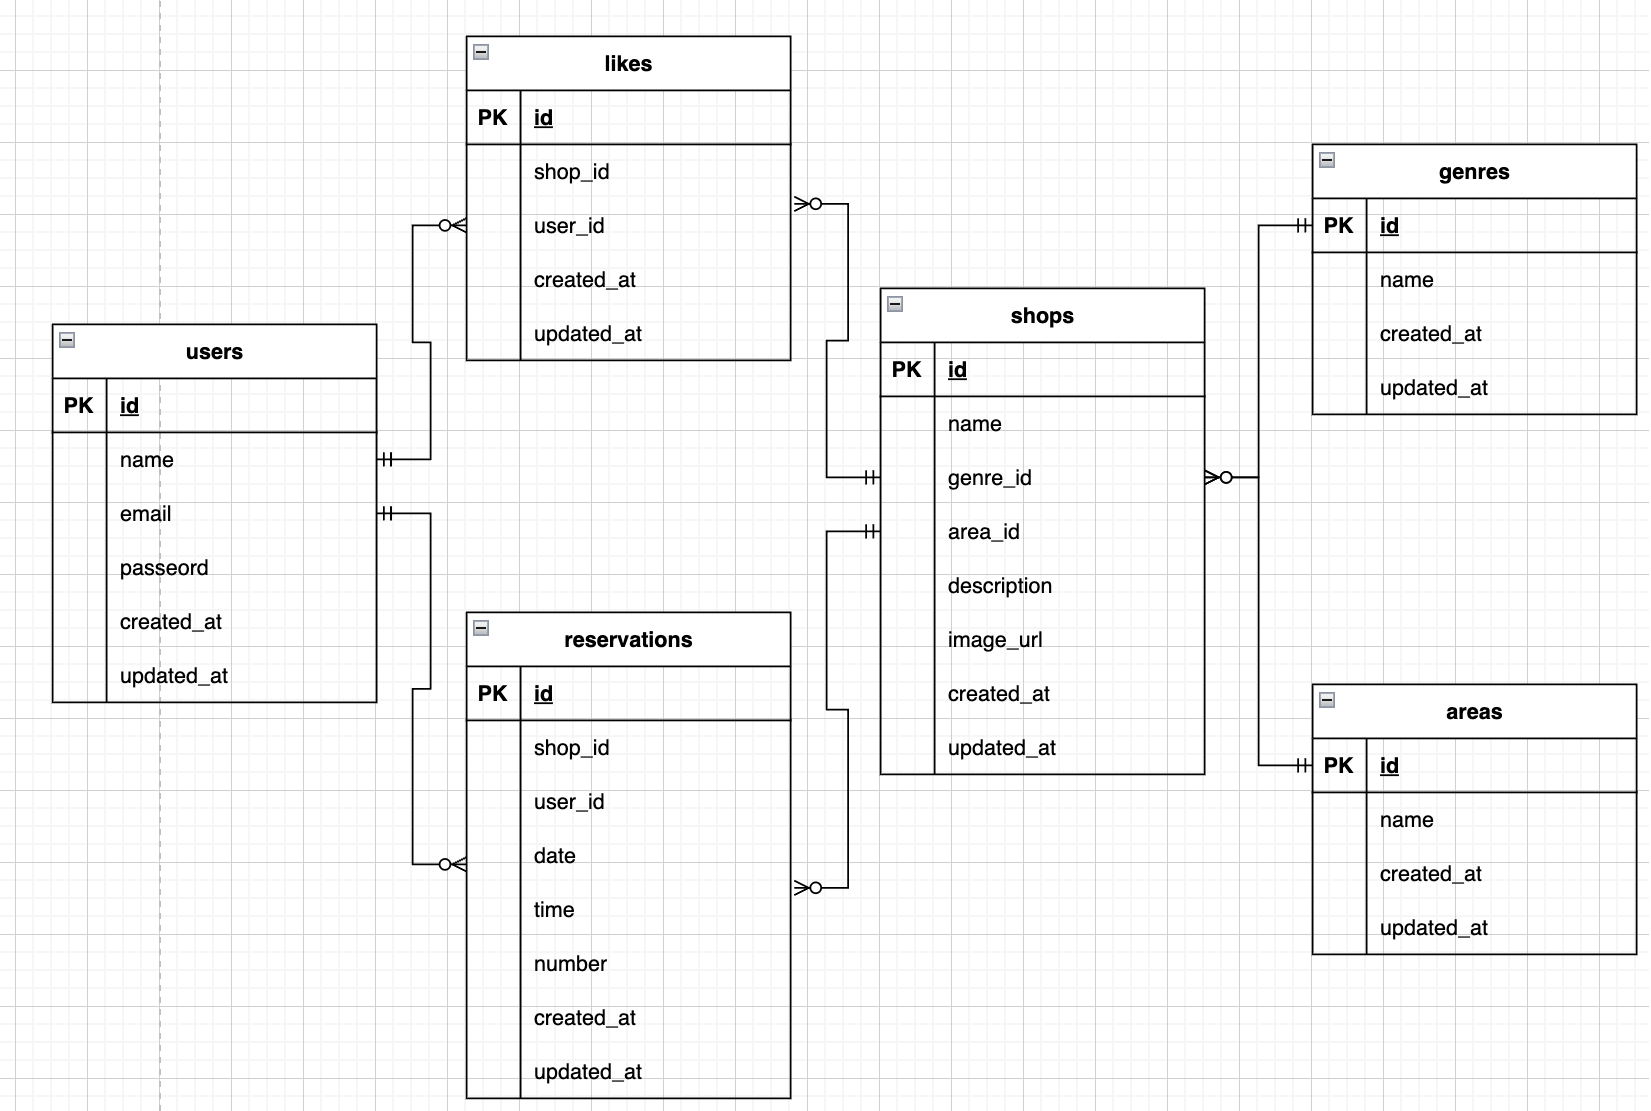 likes
PK id
shop_id
user_id
created_at
updated_at
users
PK id
name
email
passeord
created_at
updated_at
reservations
PK id
shop_id
user_id
date
time
number
created_at
updated_at
shops
PK id
name
genre_id
area_id
description
image_url
created_at
updated_at
genres
PK id
name
created_at
updated_at
areas
PK id
name
created_at
updated_at